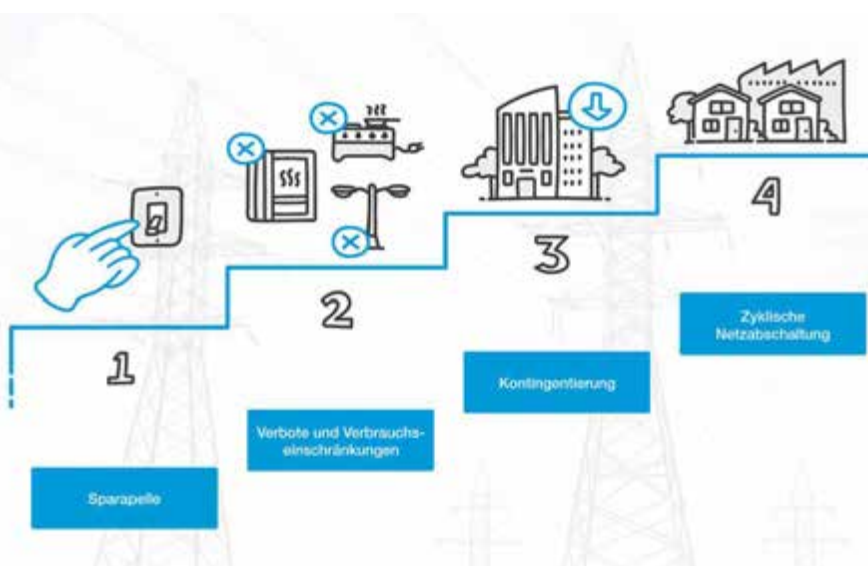 1
Sparapelle
2
Verbote und Verbrauchs-
einschränkungen
3
Kontingentierung
4
Zyklische
Netzabschaltung